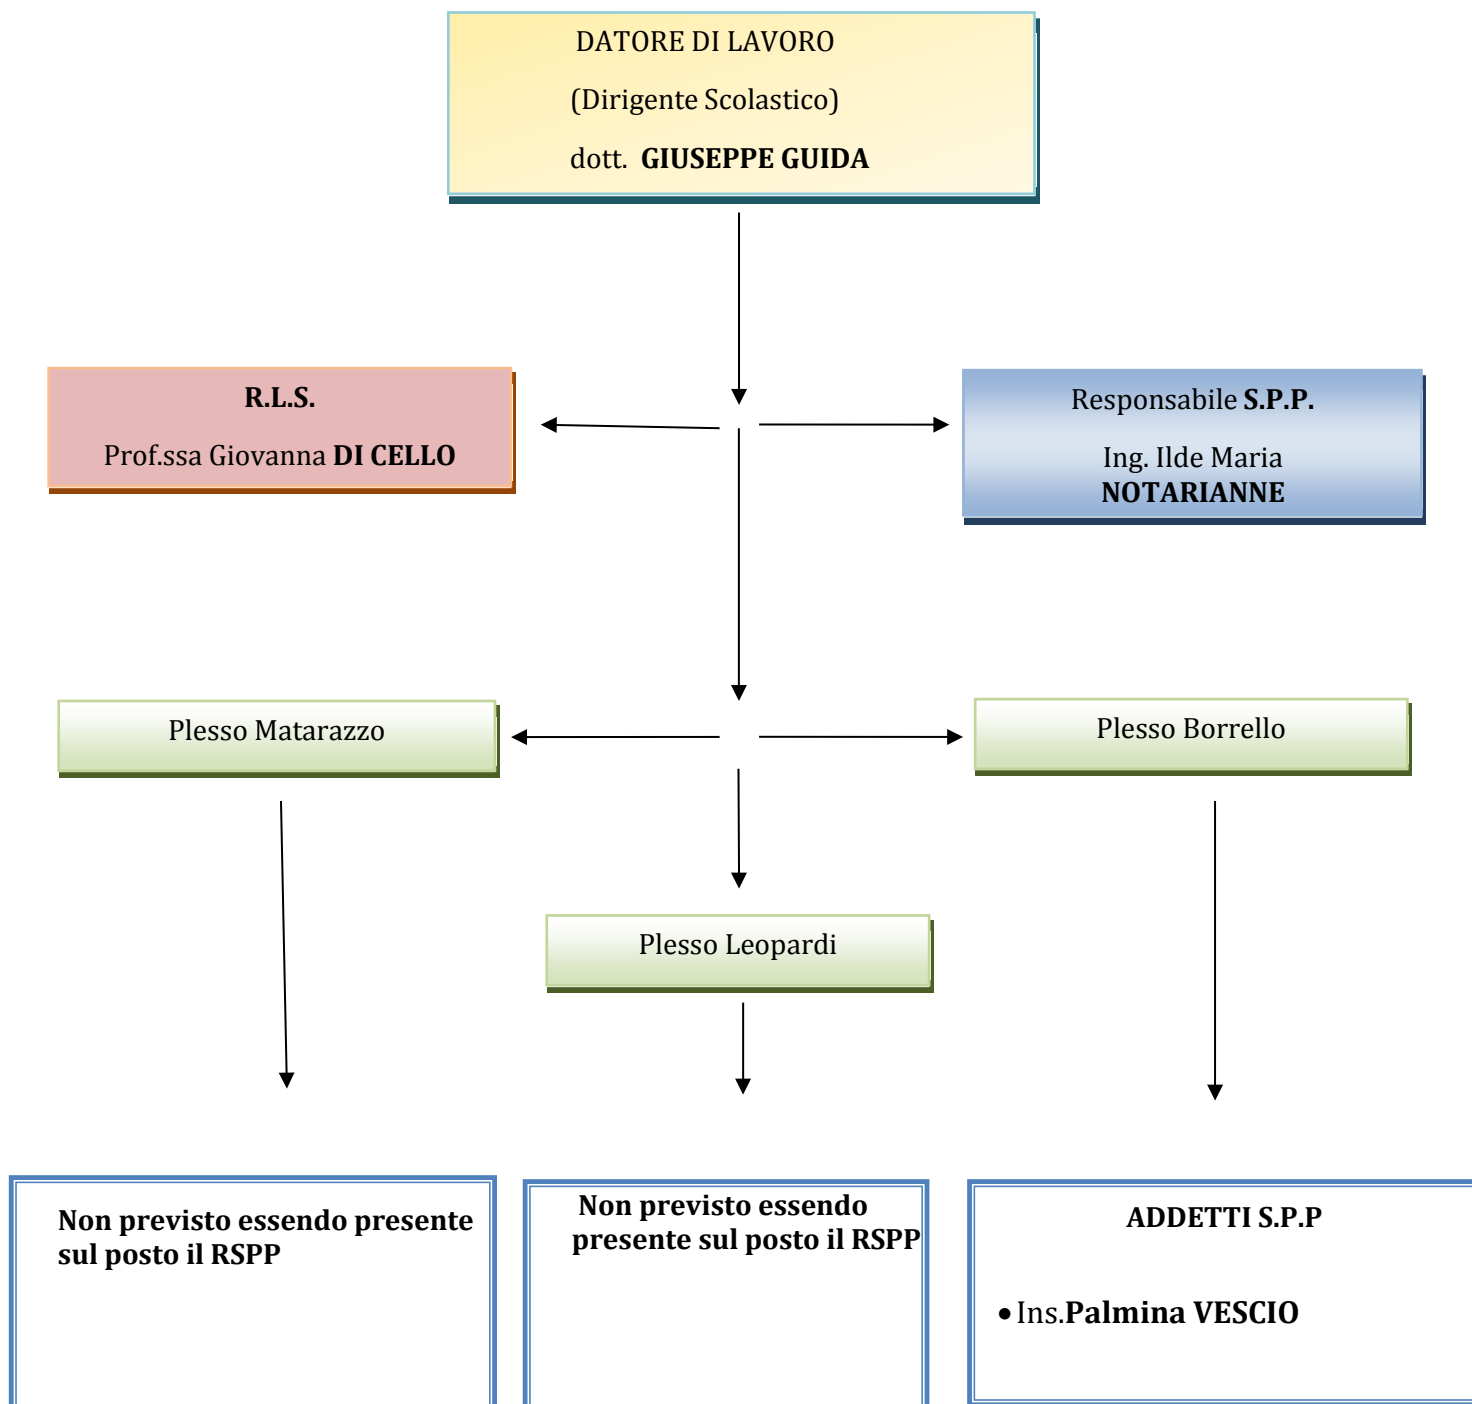 DATORE DI LAVORO
(Dirigente Scolastico)
dott. GIUSEPPE GUIDA
R.L.S.
Prof.ssa Giovanna DI CELLO
Responsabile S.P.P.
Ing. Ilde Maria
NOTARIANNE
Plesso Matarazzo
Plesso Borrello
Plesso Leopardi
Non previsto essendo presente
sul posto il RSPP
Non previsto essendo
presente sul posto il RSPP
ADDETTI S.P.P
• Ins.Palmina VESCIO